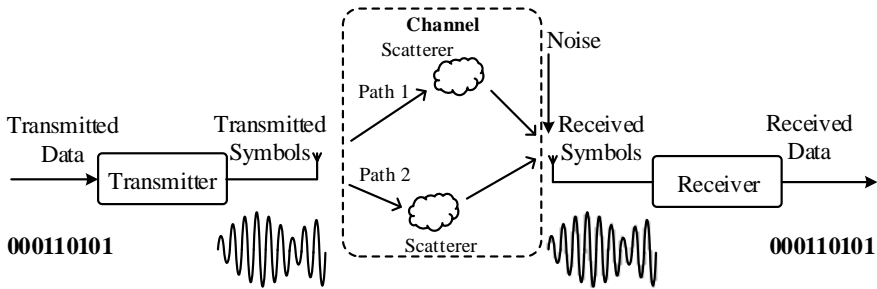 Channel
Scatterer
Noise
Path 1
Transmitted
Data
Transmitted
Symbols
Received
Symbols
Received
Data
Transmitter
Path 2
Receiver
Scatterer
000110101
000110101